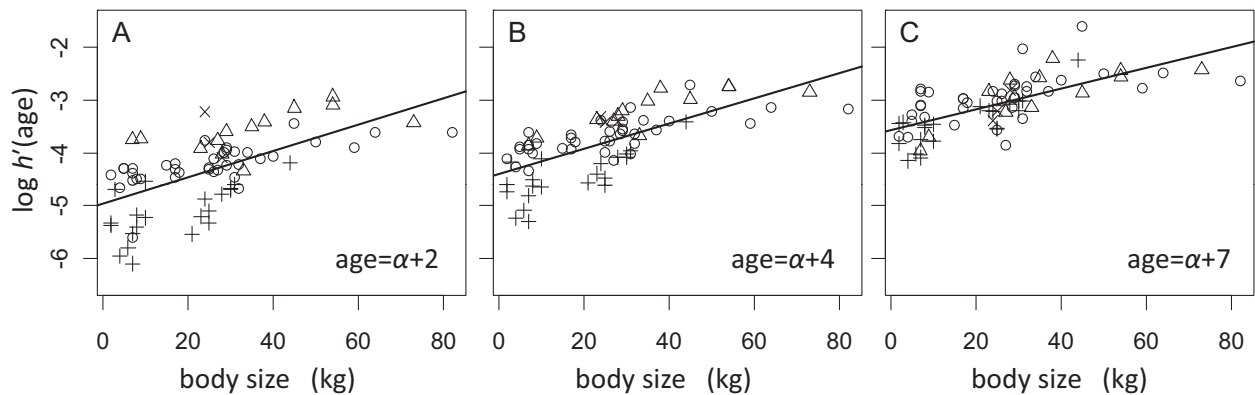 A B C
-2
-3
-4
-5
-6
log h′(age)
age=α+2 age=α+4 age=α+7
0 20 40 60 80 0 20 40 60 80 0 20 40 60 80
body size (kg) body size (kg) body size (kg)